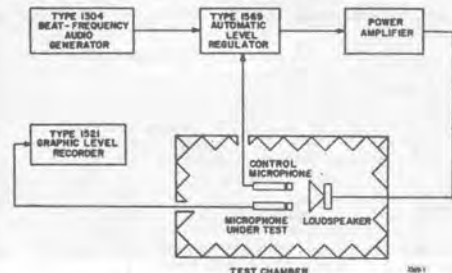 TYPE 1304
BEAT-FREQUENCY
AUDIO
GENERATOR
TYPE 1569
AUTOMATIC
LEVEL
REGULATOR
POWER
AMPLIFIER
TYPE 1521
GRAPHIC LEVEL
RECORDER
CONTROL
MICROPHONE
MICROPHONE
UNDER TEST
LOUDSPEAKER
TEST CHAMBER